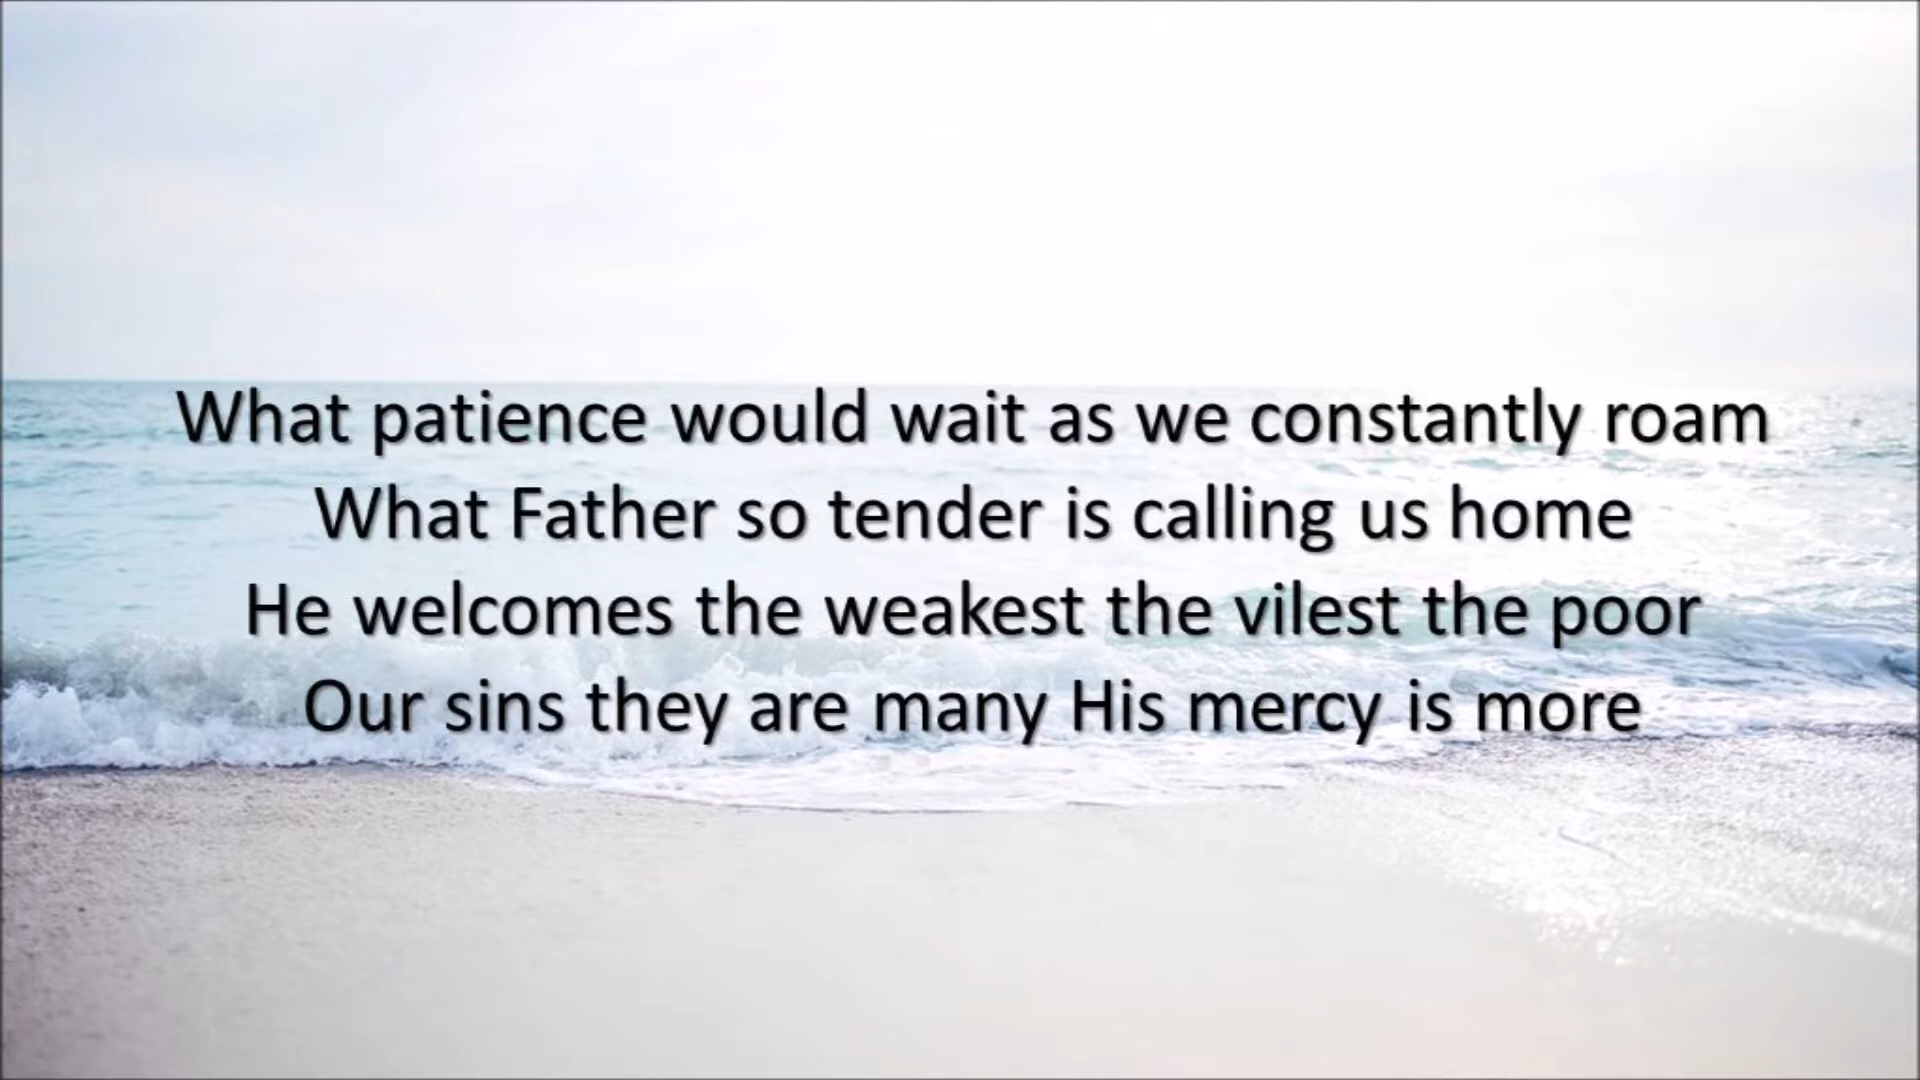 What patience would wait as we constantly roam
What Father so tender is calling us home
He welcomes the weakest the vilest the poor
Our sins they are many His mercy is more